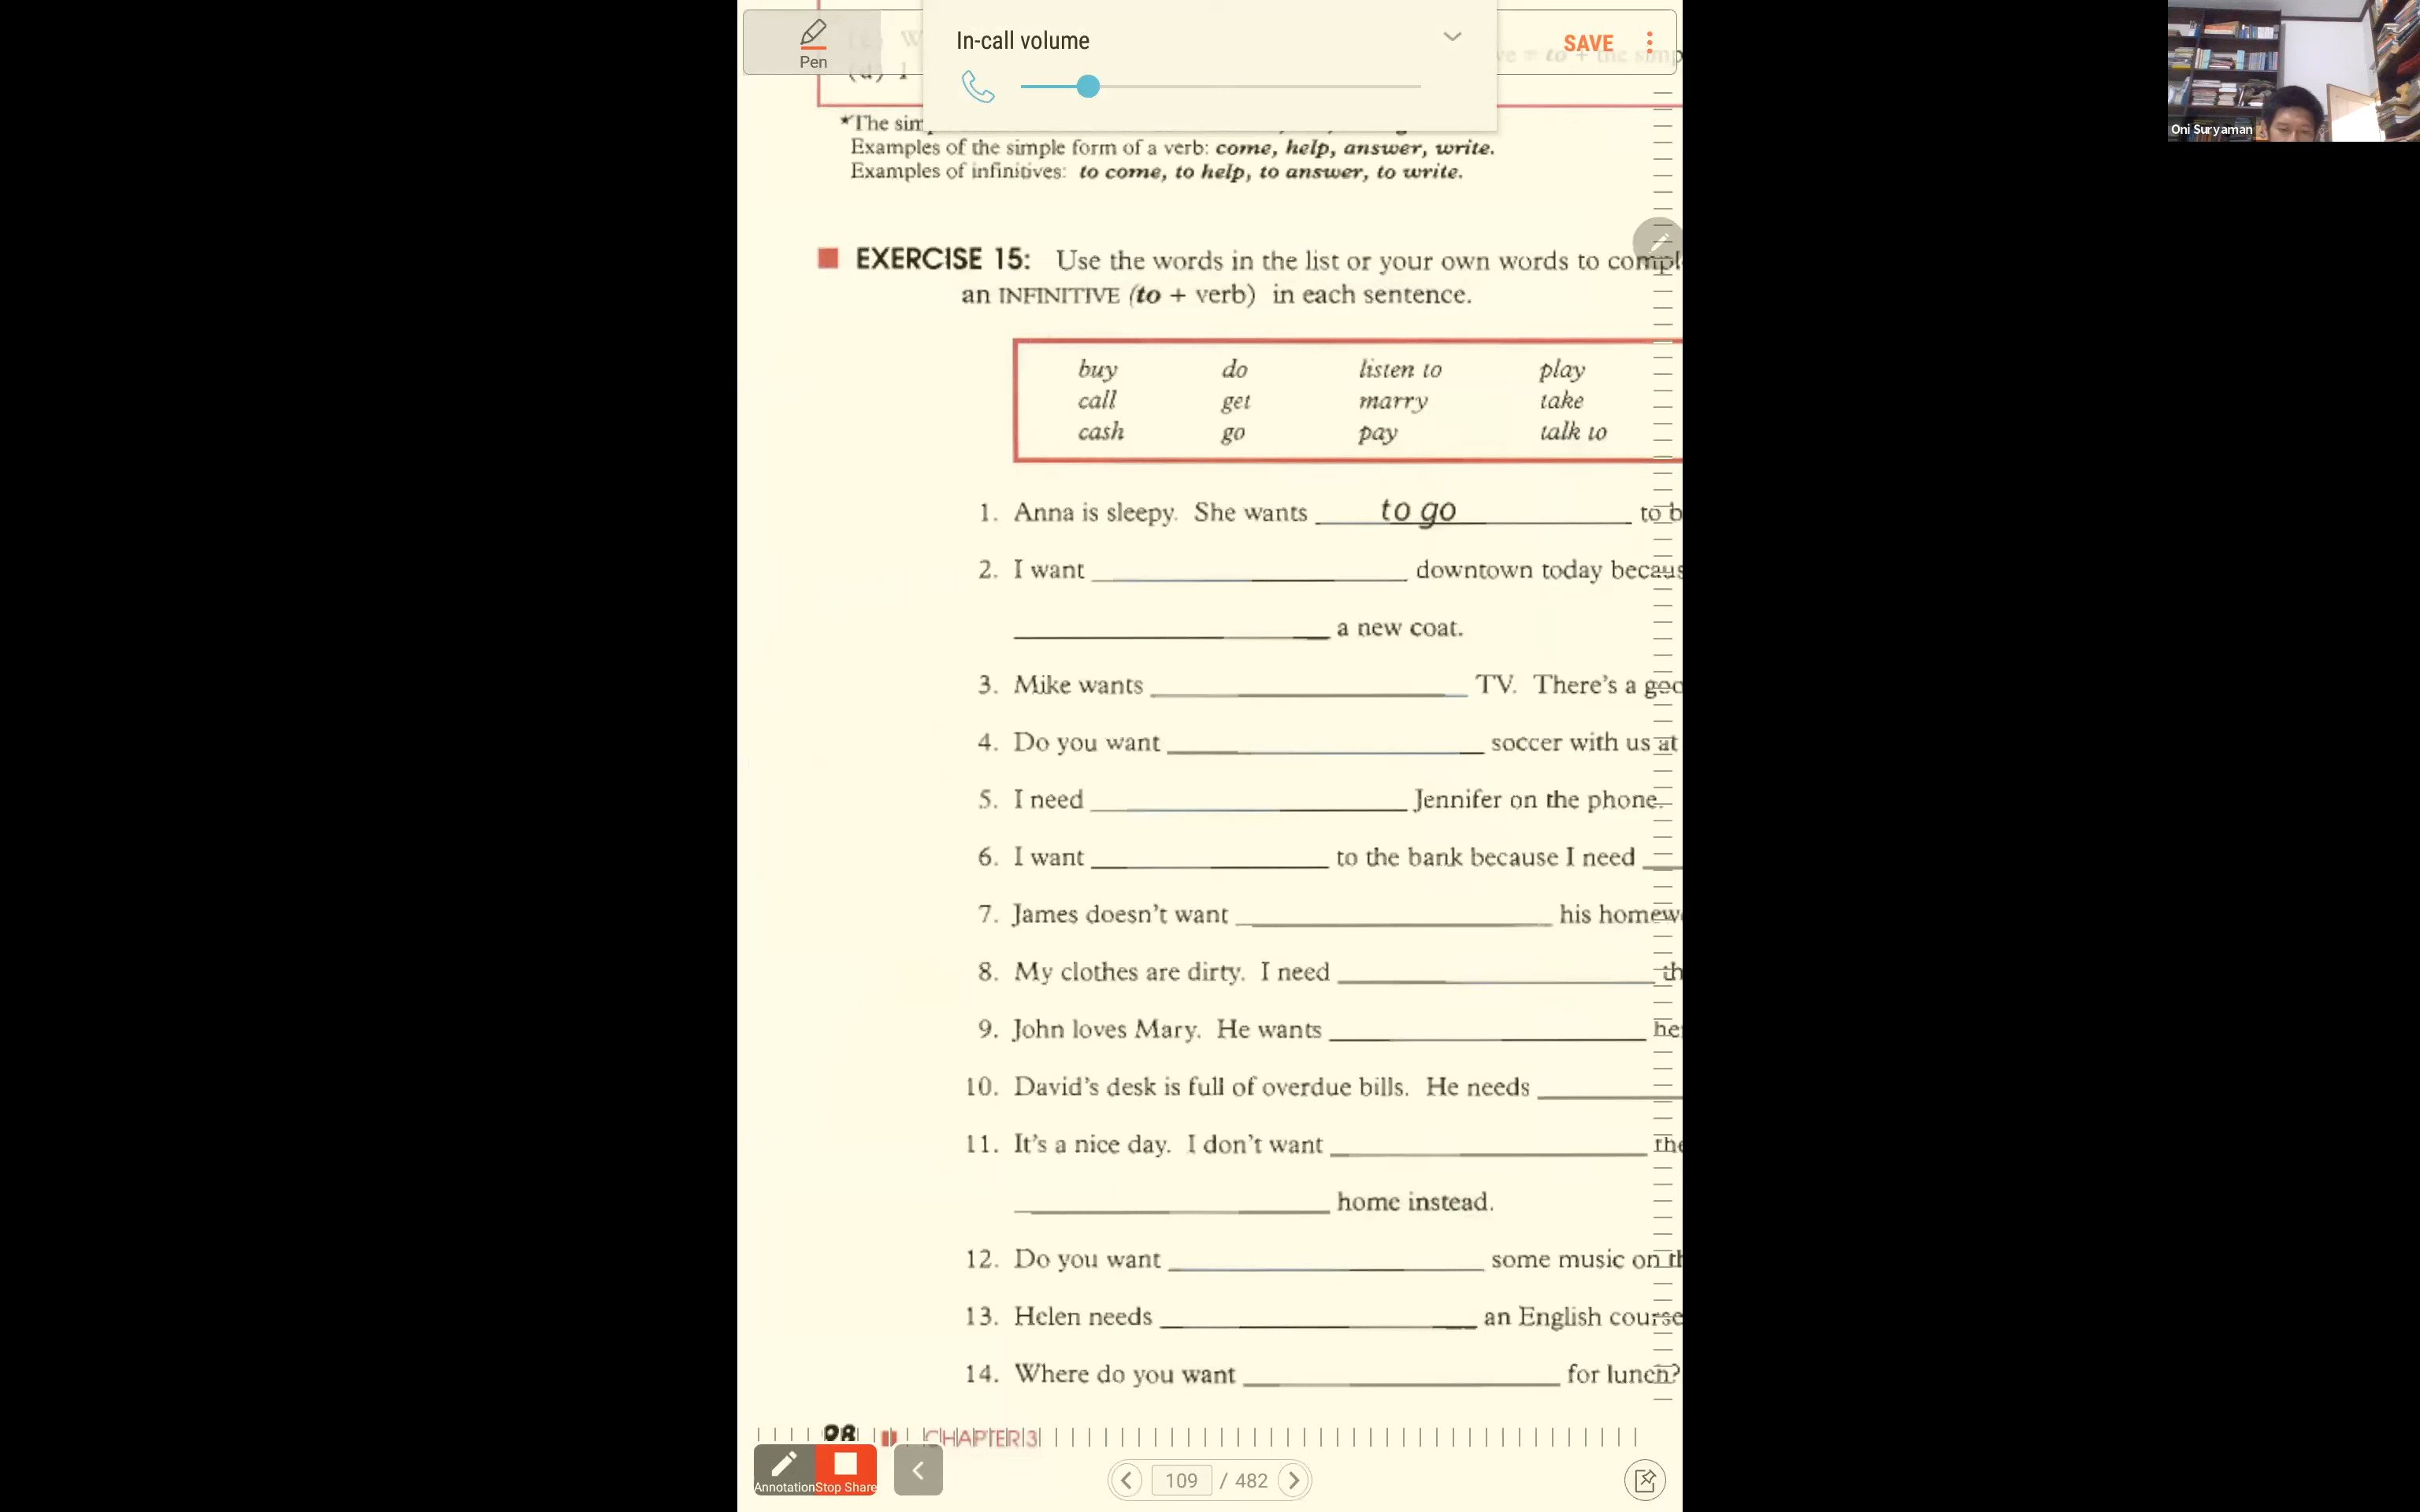 Pen
In-call volume
SAVE
*The sim
Examples of the simple form of a verb: come, help, answer, write.
Examples of infinitives: to come, to help, to answer, to write.
Oni Suryaman
EXERCISE 15: Use the words in the list or your own words to compl
an INFINITIVE (to + verb) in each sentence.
buy do listen to play
call get marry take
cash go pay talk to
1. Anna is sleepy. She wants to go to b
2. I want downtown today becaus
a new coat.
3. Mike wants TV. There's a goo
4. Do you want soccer with us at
5. I need Jennifer on the phone.
6. I want to the bank because I need
7. James doesn't want his homew
8. My clothes are dirty. I need th
9. John loves Mary. He wants he
10. David's desk is full of overdue bills. He needs
11. It's a nice day. I don't want the
home instead.
12. Do you want some music on th
13. Helen needs an English course
14. Where do you want for lunch?
98 CHAPTER 3
Annotation Stop Share
109 / 482